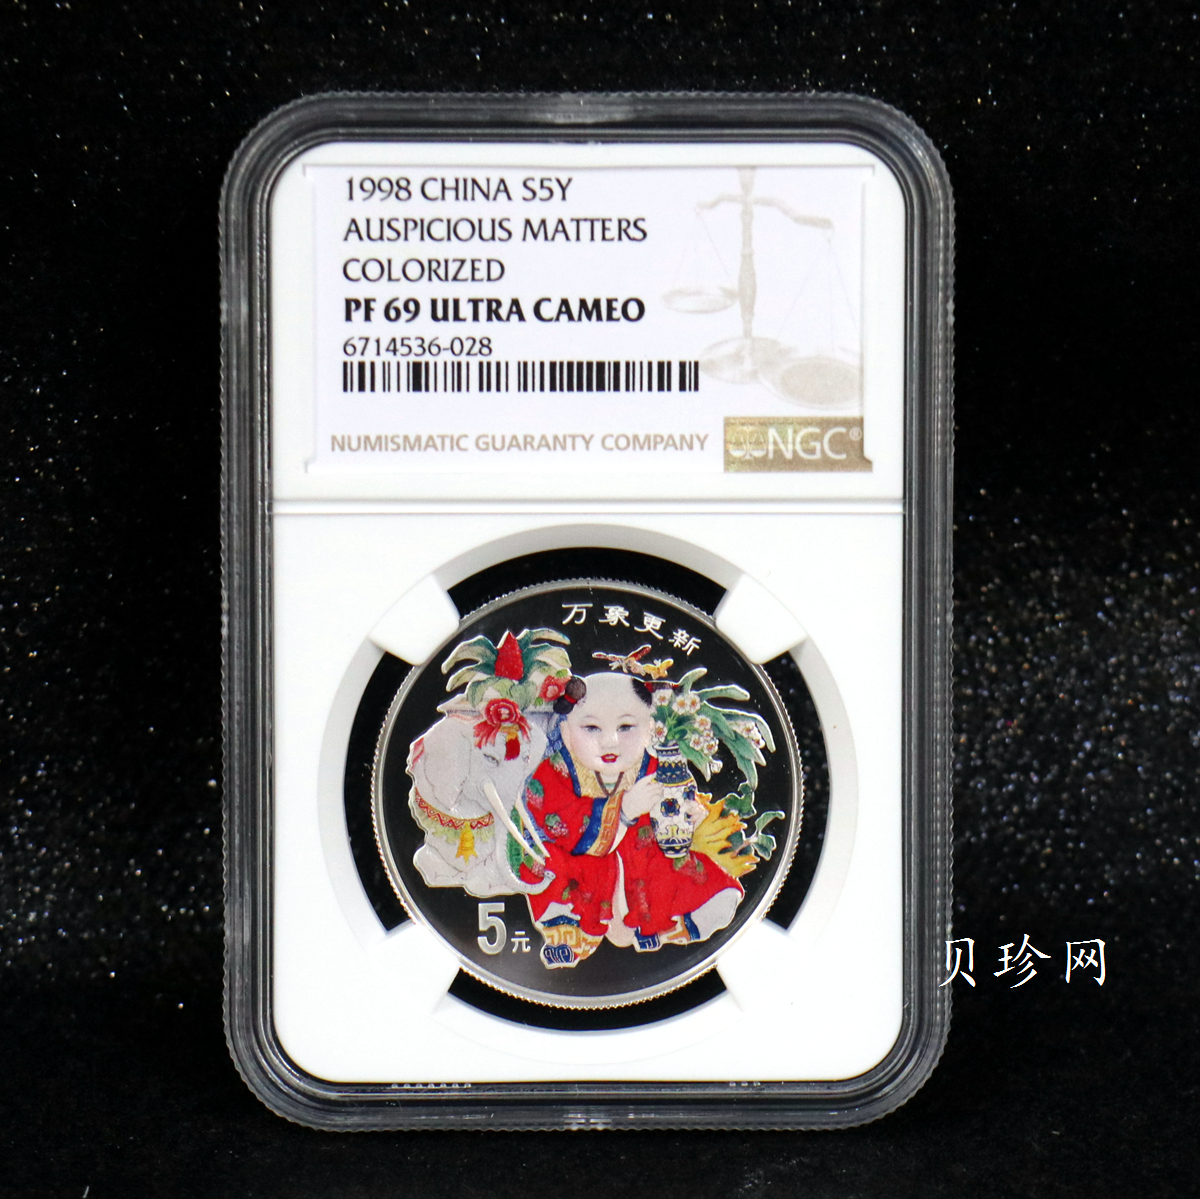 1998 CHINA S5Y
AUSPICIOUS MATTERS
COLORIZED
PF 69 ULTRA CAMEO
6714536-028
NUMISMATIC GUARANTY COMPANY
NGC®
万象更新
5元
贝珍网